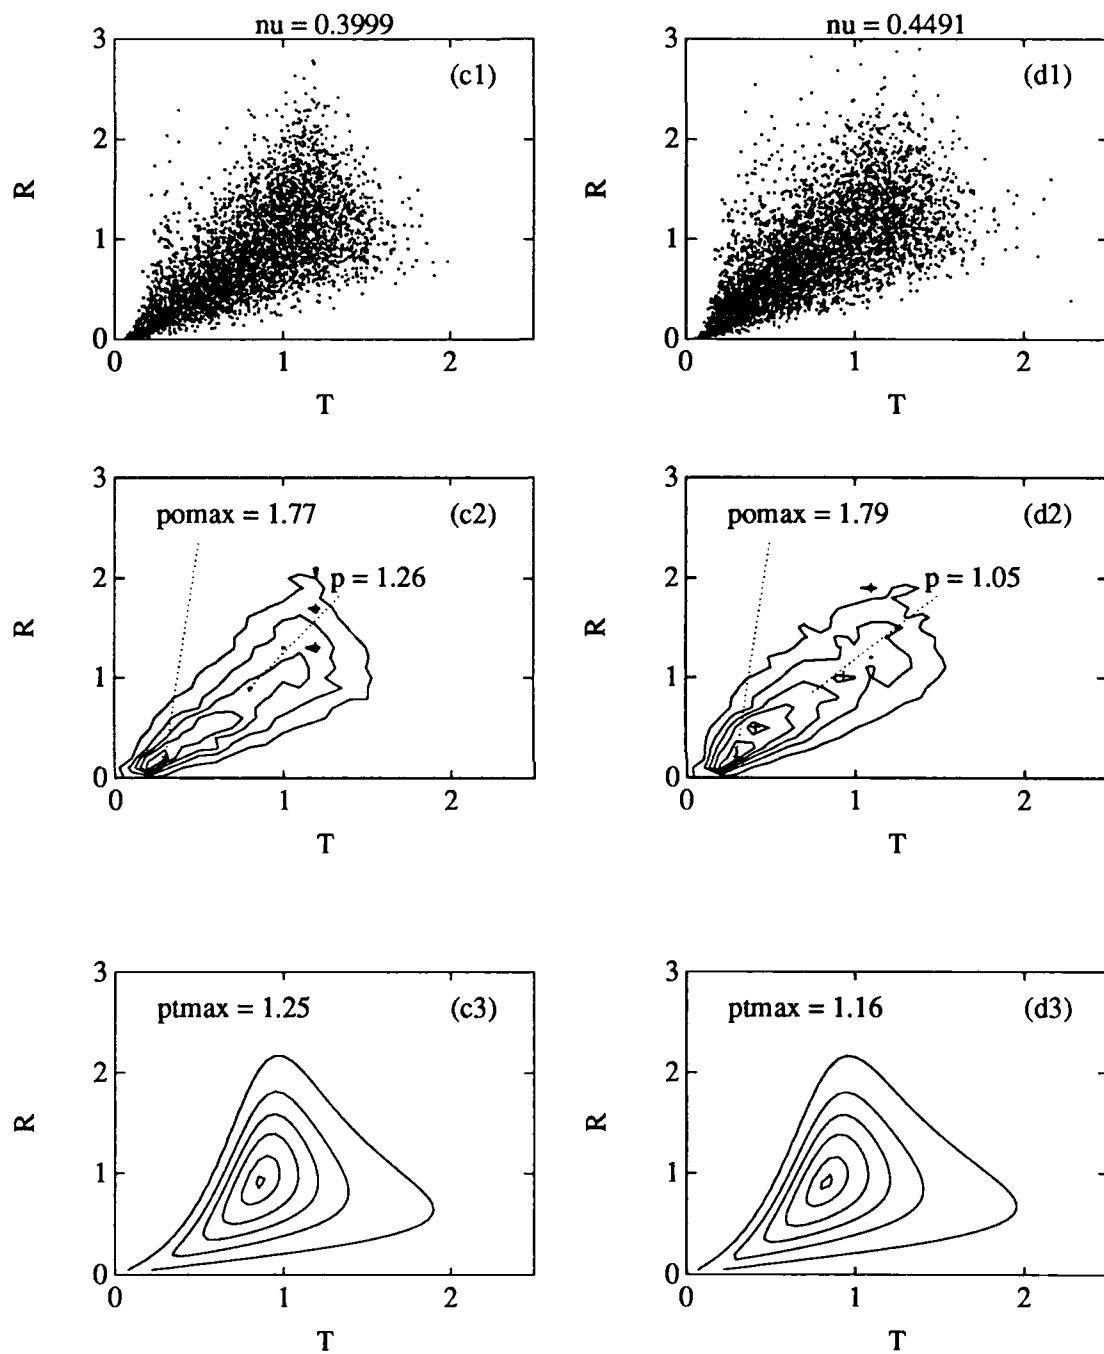 nu = 0.3999
nu = 0.4491
3
(c1)
3
(d1)
2
2
R
R
1
1
0
0
0
1
2
0
1
2
T
T
3
pomax = 1.77
(c2)
3
pomax = 1.79
(d2)
2
p = 1.26
2
p = 1.05
R
R
1
1
0
0
0
1
2
0
1
2
T
T
3
ptmax = 1.25
(c3)
3
ptmax = 1.16
(d3)
2
2
R
R
1
1
0
0
0
1
2
0
1
2
T
T